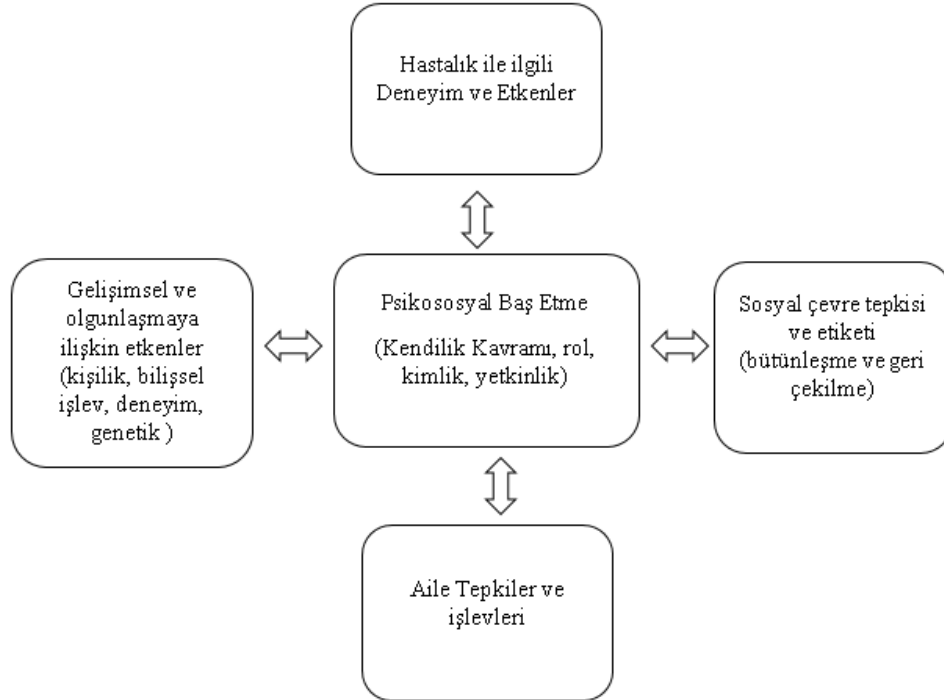 Hastalık ile ilgili
Deneyim ve Etkenler
Gelişimsel ve
olgunlaşmaya
ilişkin etkenler
(kişilik, bilişsel
işlev, deneyim,
genetik )
Psikososyal Baş Etme
(Kendilik Kavramı, rol,
kimlik, yetkinlik)
Sosyal çevre tepkisi
ve etiketi
(bütünleşme ve geri
çekilme)
Aile Tepkiler ve
işlevleri